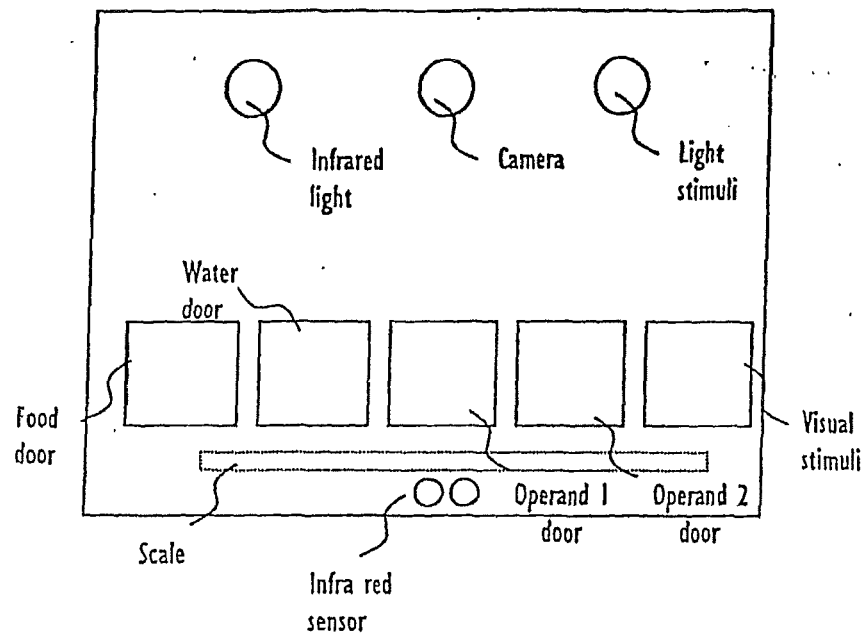 Infrared
light
Camera
Light
stimuli
Water
door
Food
door
Visual
stimuli
Operand 1
door
Operand 2
door
Scale
Infra red
sensor